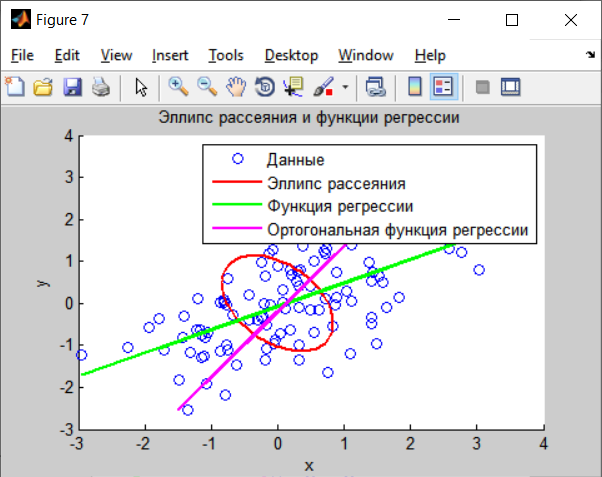 Figure 7
File Edit View Insert Tools Desktop Window Help
Эллипс рассеяния и функции регрессии
4
3
2
1
0
-1
-2
-3
y
Данные
Эллипс рассеяния
Функция регрессии
Ортогональная функция регрессии
-3 -2 -1 0 1 2 3 4
x